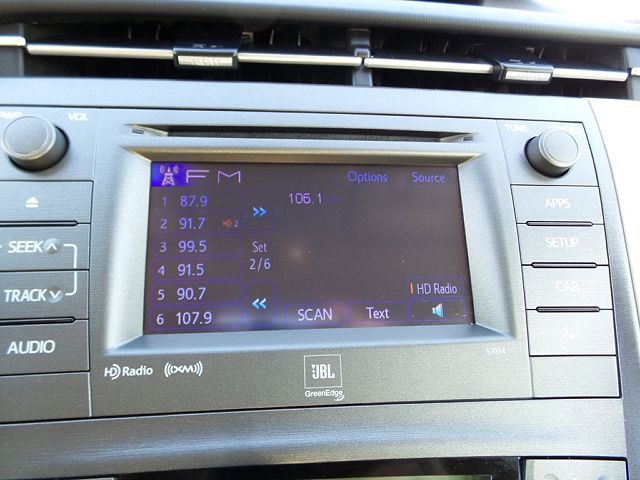 VOL
TUNE
FM
Options
Source
1 87.9
106.1
2 91.7 HD 2
3 99.5
Set
4 91.5
2/6
5 90.7
HD Radio
6 107.9
SCAN
Text
APPS
SETUP
CAR
SEEK
TRACK
AUDIO
HD Radio
((XM))
JBL
GreenEdge
57034